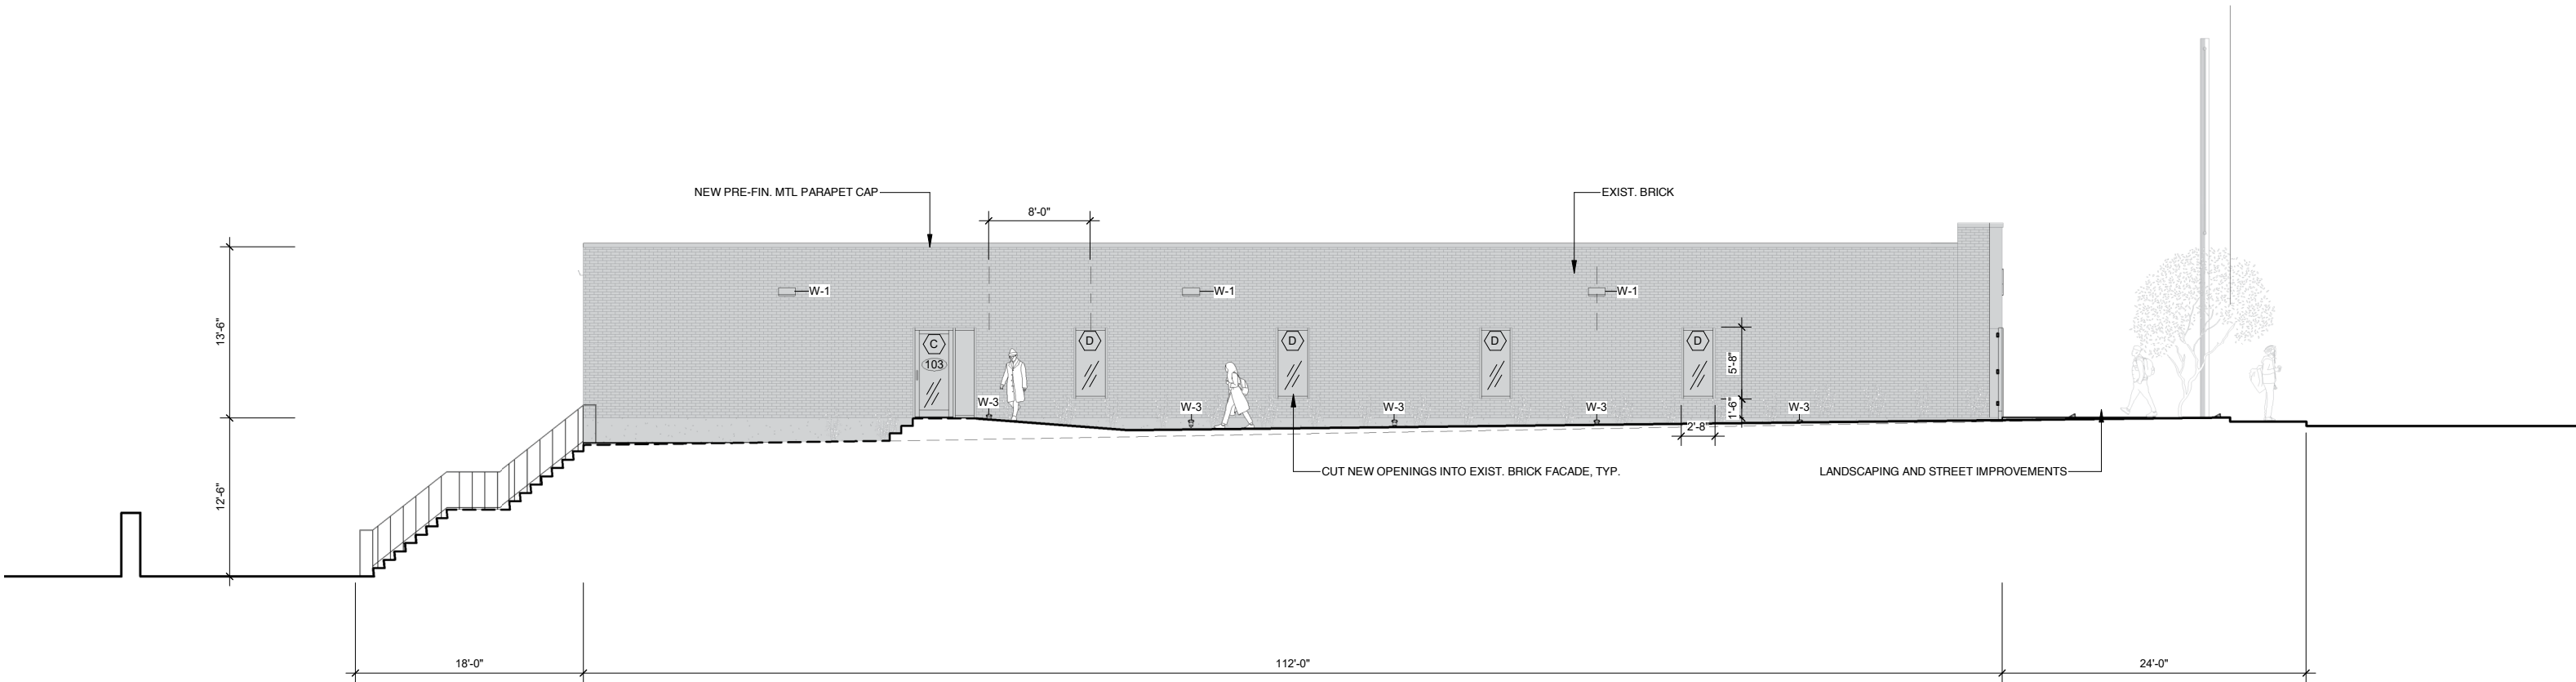 NEW PRE-FIN. MTL PARAPET CAP
EXIST. BRICK
8'-0"
13'-6"
12'-6"
W-1
W-1
W-1
C
103
D
D
D
D
5'-8"
1'-6"
2'-8"
W-3
W-3
W-3
W-3
W-3
CUT NEW OPENINGS INTO EXIST. BRICK FACADE, TYP.
LANDSCAPING AND STREET IMPROVEMENTS
18'-0"
112'-0"
24'-0"